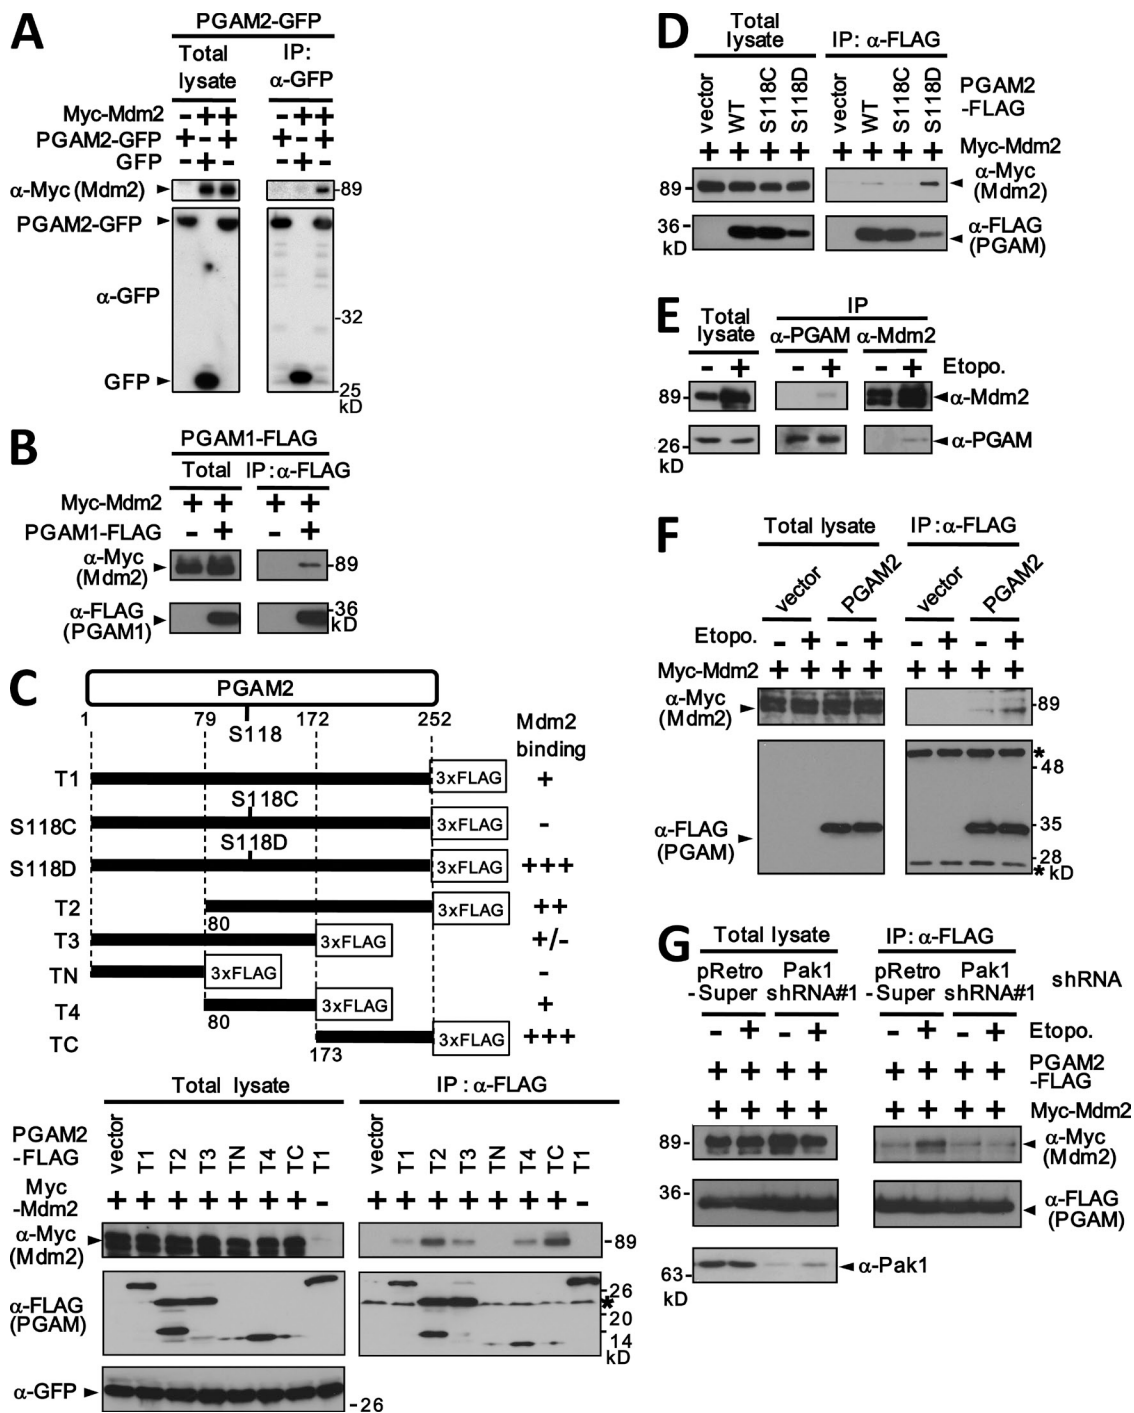 A
PGAM2-GFP
Total lysate
IP: α-GFP
Myc-Mdm2 - + + - - +
PGAM2-GFP + - + + - +
GFP - + - - + -
α-Myc (Mdm2) -89
PGAM2-GFP
α-GFP
-32
GFP
-25
kD
B
PGAM1-FLAG
Total IP:α-FLAG
Myc-Mdm2 + + + +
PGAM1-FLAG - + - +
α-Myc (Mdm2) -89
α-FLAG (PGAM1) -36 kD
C
PGAM2
1 79 172 252
S118
Mdm2 binding
T1 3xFLAG +
S118C
S118C 3xFLAG -
S118D
S118D 3xFLAG +++
T2 80 3xFLAG ++
T3 3xFLAG +/-
TN 3xFLAG -
T4 80 3xFLAG +
TC 173 3xFLAG +++
Total lysate IP:α-FLAG
PGAM2 -FLAG vector T1 T2 T3 TN T4 TC T1 vector T1 T2 T3 TN T4 TC T1
Myc -Mdm2 + + + + + + + - + + + + + + + -
α-Myc (Mdm2) -89
α-FLAG (PGAM)
-26
*
-20
-14
kD
α-GFP -26
D
Total lysate IP: α-FLAG
vector WT S118C S118D vector WT S118C S118D PGAM2 -FLAG
+ + + + + + + + Myc-Mdm2
89- α-Myc (Mdm2)
36- kD α-FLAG (PGAM)
E
Total lysate
IP
α-PGAM α-Mdm2
- + - + - + Etopo.
89- α-Mdm2
26- α-PGAM
kD
F
Total lysate IP:α-FLAG
vector PGAM2 vector PGAM2
Etopo. - + - + - + - +
Myc-Mdm2 + + + + + + + +
α-Myc (Mdm2) -89
*
-48
α-FLAG (PGAM) -35
-28
* kD
G
Total lysate IP:α-FLAG
pRetro -Super Pak1 shRNA#1 pRetro -Super Pak1 shRNA#1 shRNA
- + - + - + - + Etopo.
+ + + + + + + + PGAM2 -FLAG
+ + + + + + + + Myc-Mdm2
89- α-Myc (Mdm2)
36- α-FLAG (PGAM)
63- α-Pak1
kD